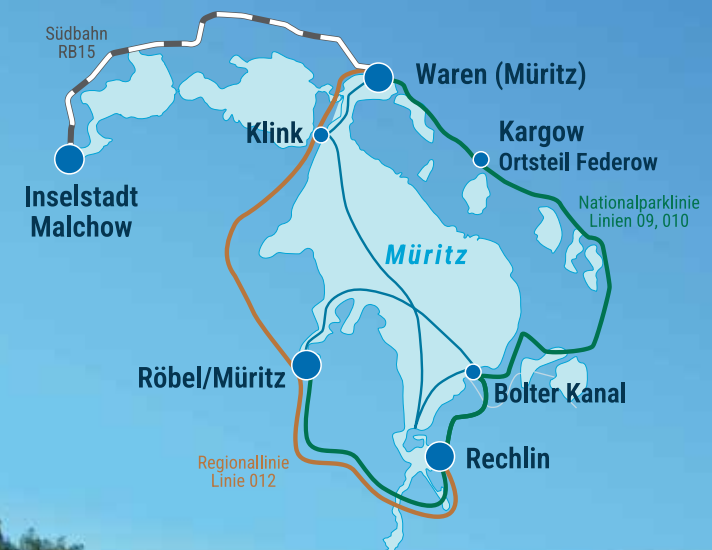 Südbahn
RB15
Waren (Müritz)
Klink
Kargow
Ortsteil Federow
Inselstadt
Malchow
Nationalparklinie
Linien 09, 010
Müritz
Röbel/Müritz
Bolter Kanal
Regionallinie
Linie 012
Rechlin